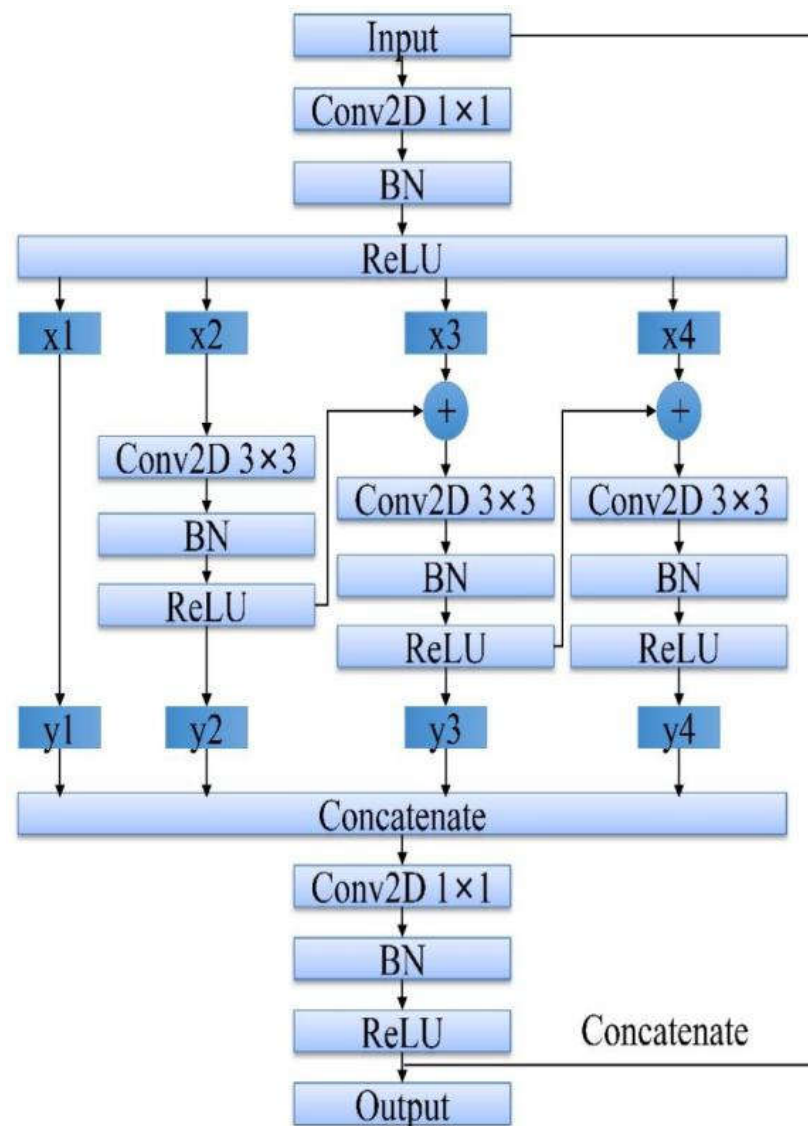 Input
Conv2D 1×1
BN
ReLU
x1 x2 x3 x4
+ +
Conv2D 3×3
Conv2D 3×3 Conv2D 3×3
BN
BN BN
ReLU
ReLU ReLU
y1 y2 y3 y4
Concatenate
Conv2D 1×1
BN
ReLU
Concatenate
Output